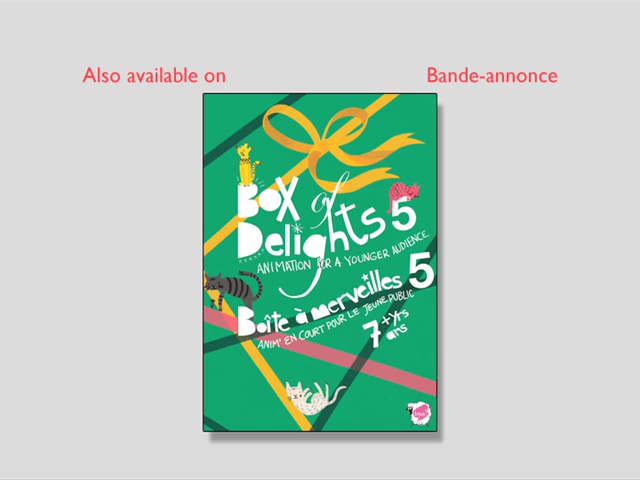 Also available on
Bande-annonce
Box of
Delights 5
ANIMATION FOR A YOUNGER AUDIENCE
Boîte à merveilles 5
ANIM' EN COURT POUR LE JEUNE PUBLIC
7 + Yrs
ans